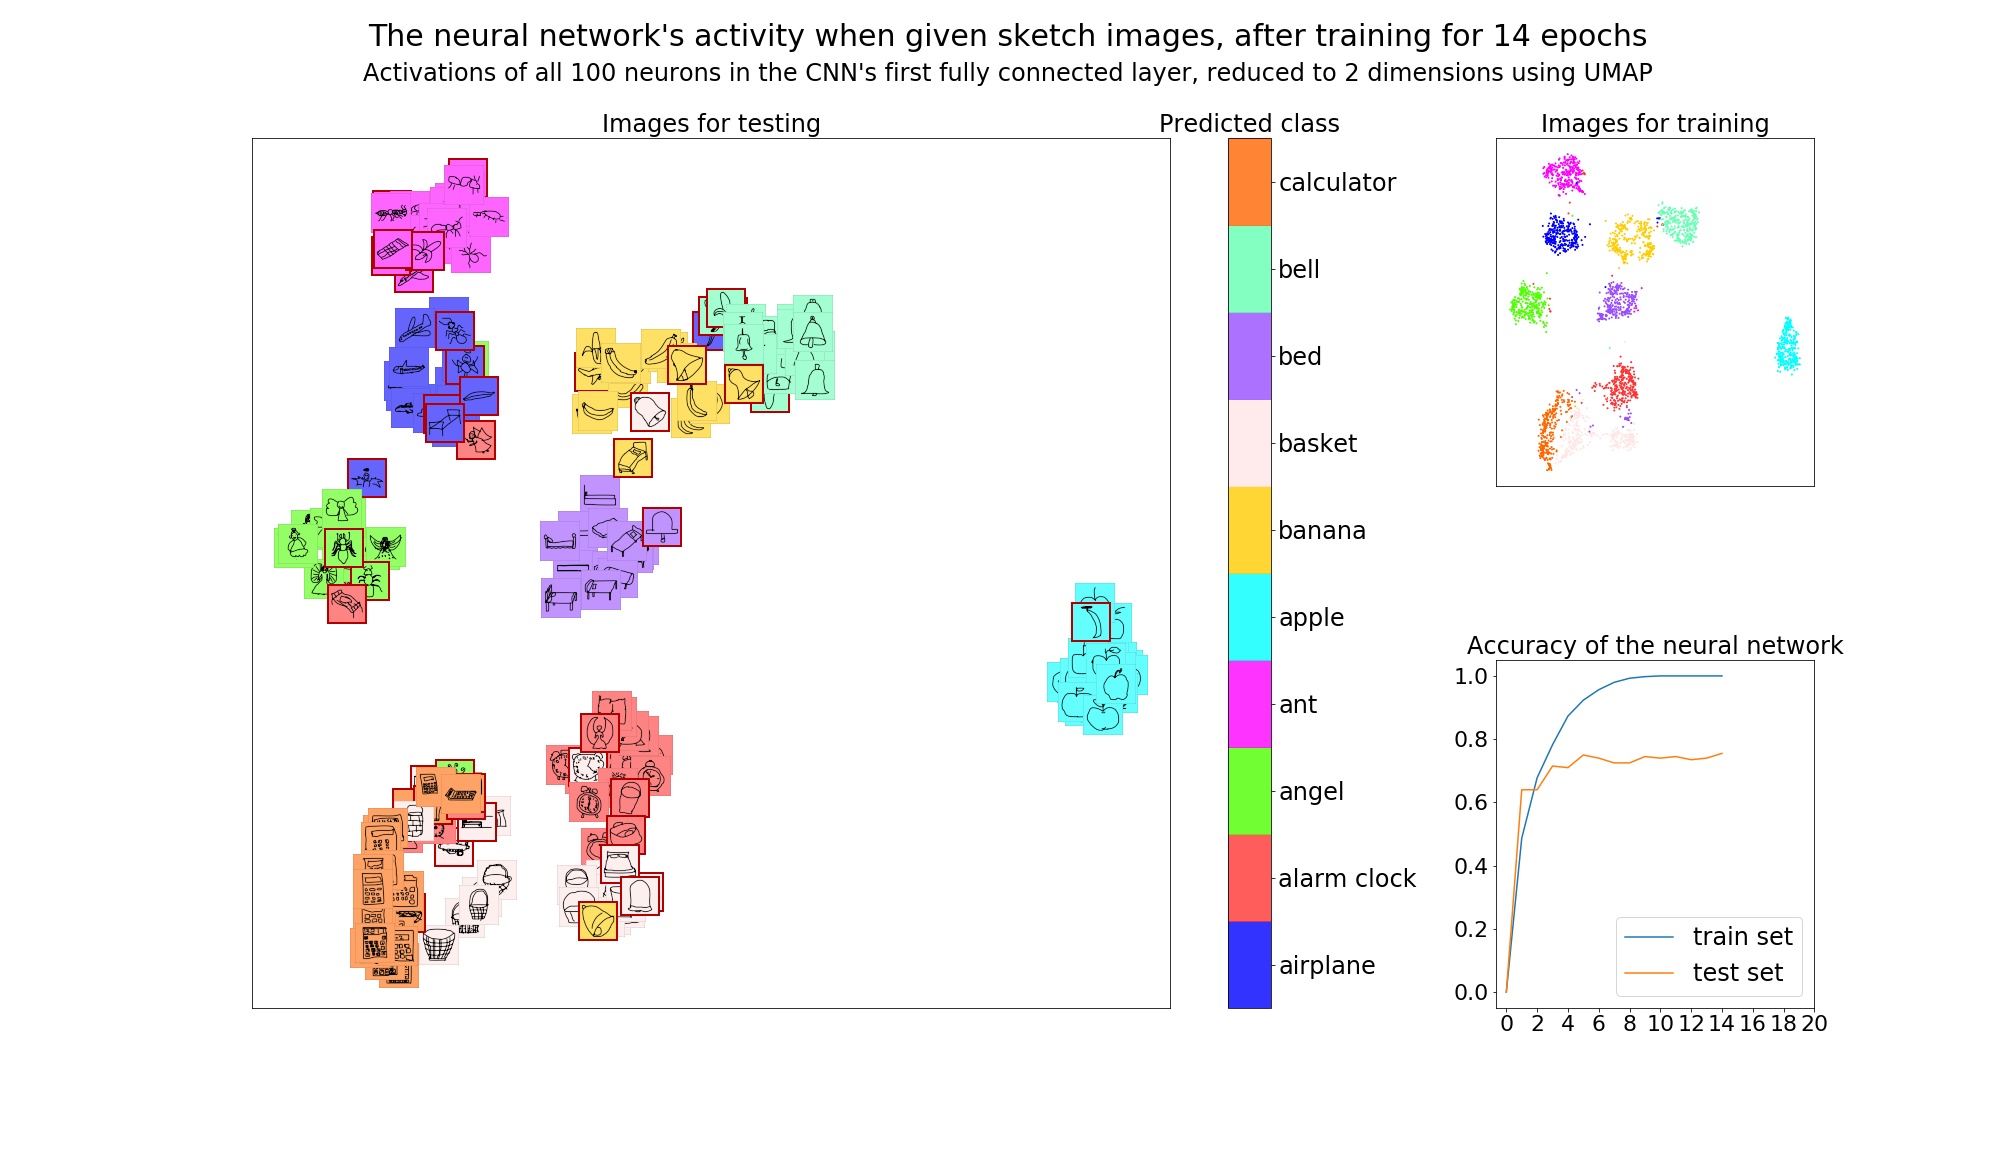 The neural network's activity when given sketch images, after training for 14 epochs
Activations of all 100 neurons in the CNN's first fully connected layer, reduced to 2 dimensions using UMAP
Images for testing
Predicted class
calculator
bell
bed
basket
banana
apple
ant
angel
alarm clock
airplane
Images for training
Accuracy of the neural network
1.0
0.8
0.6
0.4
0.2
0.0
train set
test set
0 2 4 6 8 10 12 14 16 18 20